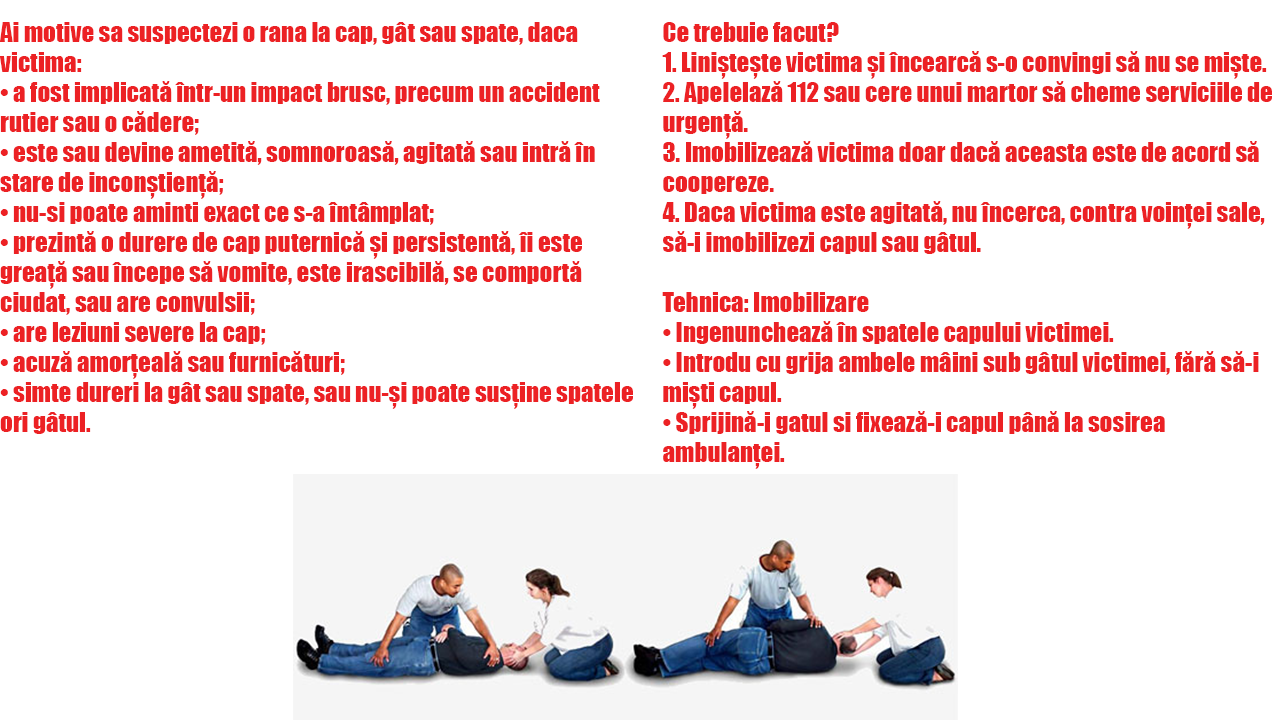 Ai motive sa suspectezi o rana la cap, gât sau spate, daca
victima:
• a fost implicată într-un impact brusc, precum un accident
rutier sau o cădere;
• este sau devine ametită, somnoroasă, agitată sau intră în
stare de inconștiență;
• nu-si poate aminti exact ce s-a întâmplat;
• prezintă o durere de cap puternică și persistentă, îi este
greață sau începe să vomite, este irascibilă, se comportă
ciudat, sau are convulsii;
• are leziuni severe la cap;
• acuză amorțeală sau furnicături;
• simte dureri la gât sau spate, sau nu-și poate susține spatele
ori gâtul.
Ce trebuie facut?
1. Liniștește victima și încearcă s-o convingi să nu se miște.
2. Apelelază 112 sau cere unui martor să cheme serviciile de
urgență.
3. Imobilizează victima doar dacă aceasta este de acord să
coopereze.
4. Daca victima este agitată, nu încerca, contra voinței sale,
să-i imobilizezi capul sau gâtul.
Tehnica: Imobilizare
• Ingenunchează în spatele capului victimei.
• Introdu cu grija ambele mâini sub gâtul victimei, fără să-i
miști capul.
• Sprijină-i gatul si fixează-i capul până la sosirea
ambulanței.